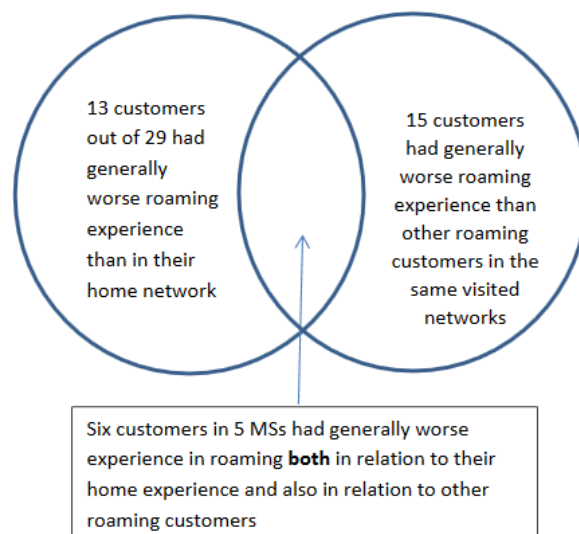 13 customers
out of 29 had
generally
worse roaming
experience
than in their
home network
15 customers
had generally
worse roaming
experience than
other roaming
customers in the
same visited
networks
Six customers in 5 MSs had generally worse
experience in roaming both in relation to their
home experience and also in relation to other
roaming customers